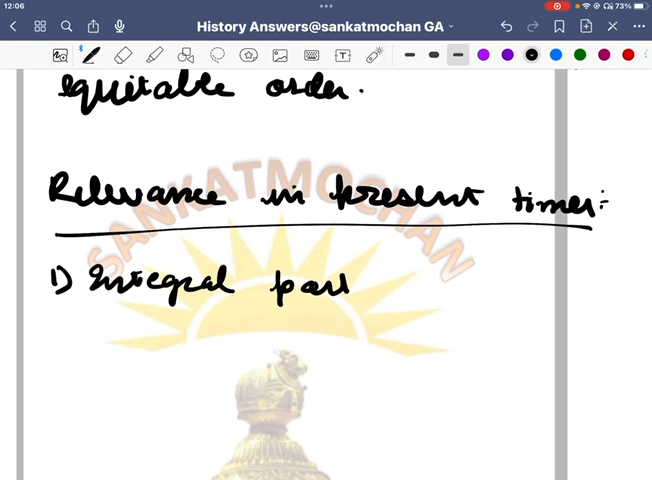 12:06
73%
History Answers@sankatmochan GA
equitable order.
Relevance in present times:-
SANKATMOCHAN
1) Integral part